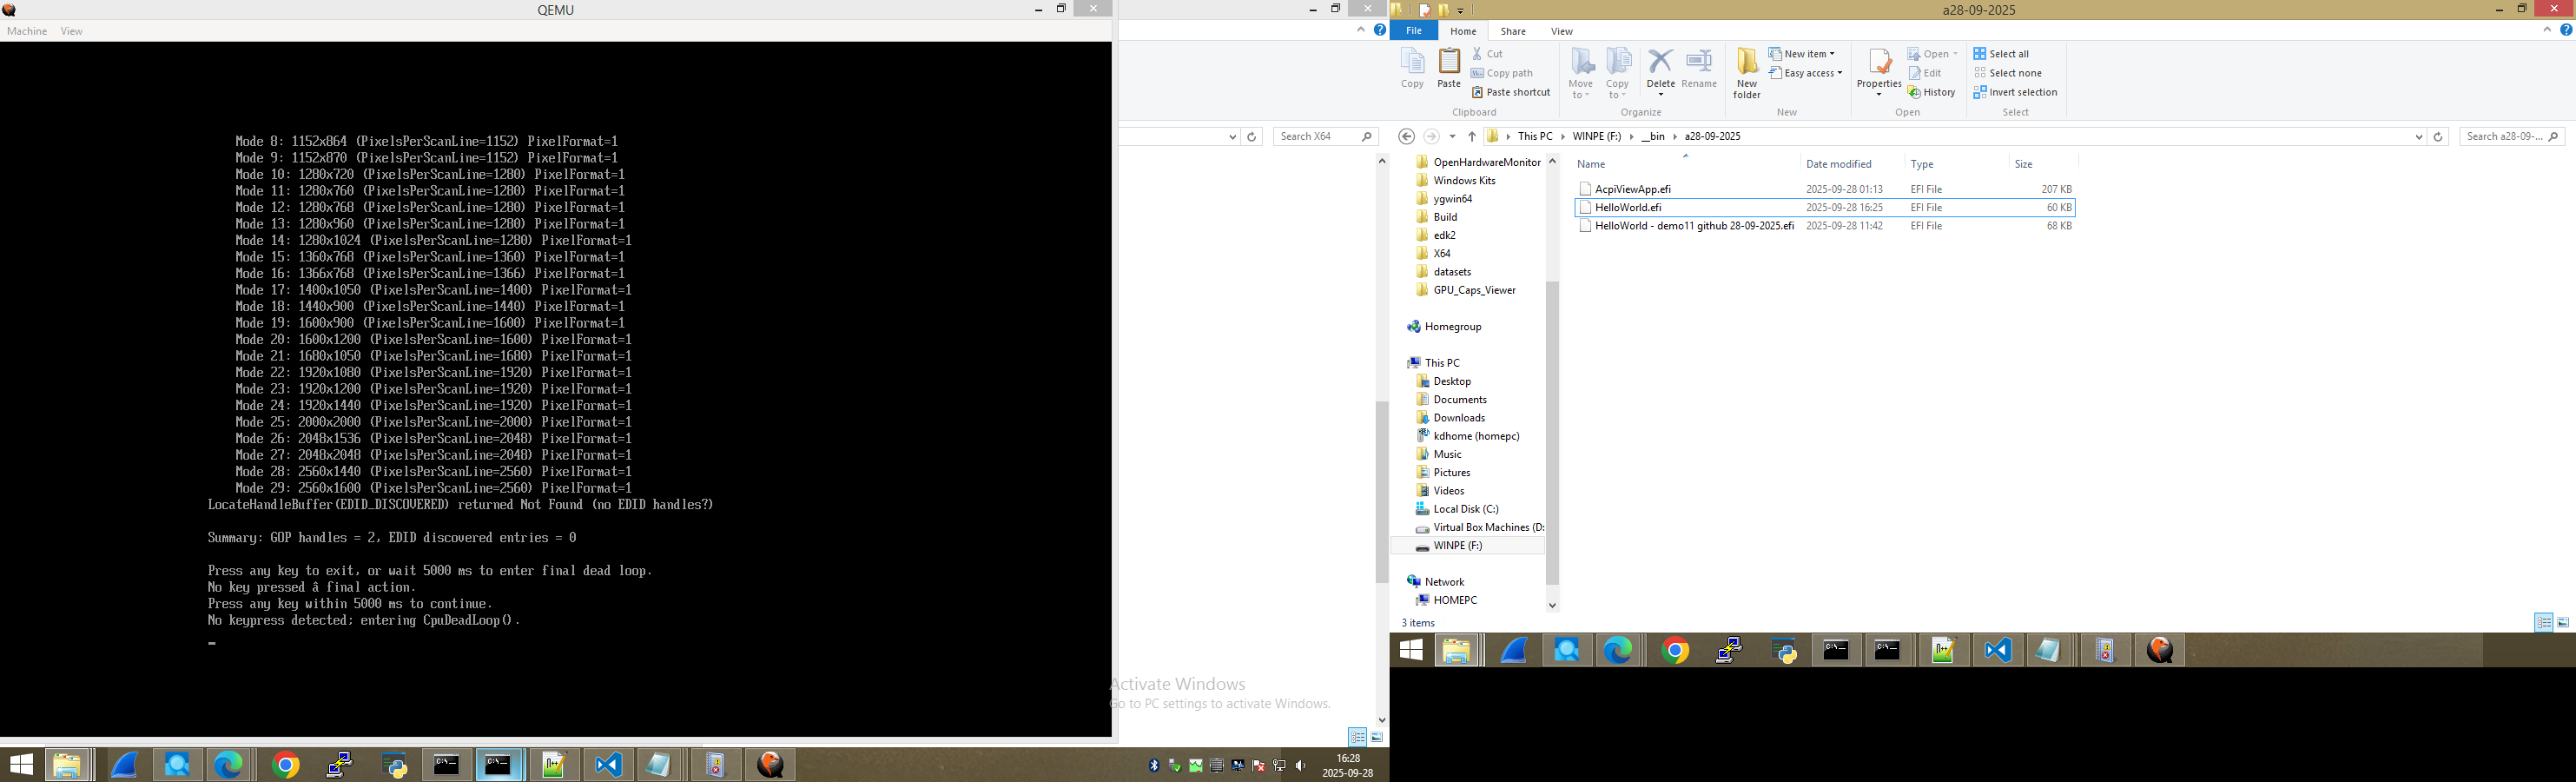 QEMU
Machine View
Mode 8: 1152x864 (PixelsPerScanLine=1152) PixelFormat=1
Mode 9: 1152x870 (PixelsPerScanLine=1152) PixelFormat=1
Mode 10: 1280x720 (PixelsPerScanLine=1280) PixelFormat=1
Mode 11: 1280x760 (PixelsPerScanLine=1280) PixelFormat=1
Mode 12: 1280x768 (PixelsPerScanLine=1280) PixelFormat=1
Mode 13: 1280x960 (PixelsPerScanLine=1280) PixelFormat=1
Mode 14: 1280x1024 (PixelsPerScanLine=1280) PixelFormat=1
Mode 15: 1360x768 (PixelsPerScanLine=1360) PixelFormat=1
Mode 16: 1366x768 (PixelsPerScanLine=1366) PixelFormat=1
Mode 17: 1400x1050 (PixelsPerScanLine=1400) PixelFormat=1
Mode 18: 1440x900 (PixelsPerScanLine=1440) PixelFormat=1
Mode 19: 1600x900 (PixelsPerScanLine=1600) PixelFormat=1
Mode 20: 1600x1200 (PixelsPerScanLine=1600) PixelFormat=1
Mode 21: 1680x1050 (PixelsPerScanLine=1680) PixelFormat=1
Mode 22: 1920x1080 (PixelsPerScanLine=1920) PixelFormat=1
Mode 23: 1920x1200 (PixelsPerScanLine=1920) PixelFormat=1
Mode 24: 1920x1440 (PixelsPerScanLine=1920) PixelFormat=1
Mode 25: 2000x2000 (PixelsPerScanLine=2000) PixelFormat=1
Mode 26: 2048x1536 (PixelsPerScanLine=2048) PixelFormat=1
Mode 27: 2048x2048 (PixelsPerScanLine=2048) PixelFormat=1
Mode 28: 2560x1440 (PixelsPerScanLine=2560) PixelFormat=1
Mode 29: 2560x1600 (PixelsPerScanLine=2560) PixelFormat=1
LocateHandleBuffer(EDID_DISCOVERED) returned Not Found (no EDID handles?)
Summary: GOP handles = 2, EDID discovered entries = 0
Press any key to exit, or wait 5000 ms to enter final dead loop.
No key pressed â final action.
Press any key within 5000 ms to continue.
No keypress detected; entering CpuDeadLoop().
Search X64
Activate Windows
Go to PC settings to activate Windows.
16:28
2025-09-28
a28-09-2025
File Home Share View
Copy
Paste
Cut
Copy path
Paste shortcut
Clipboard
Move to
Copy to
Delete
Rename
Organize
New folder
New item
Easy access
New
Properties
Open
Edit
History
Open
Select all
Select none
Invert selection
Select
This PC WINPE (F:) __bin a28-09-2025
Search a28-09-...
OpenHardwareMonitor
Windows Kits
ygwin64
Build
edk2
X64
datasets
GPU_Caps_Viewer
Homegroup
This PC
Desktop
Documents
Downloads
kdhome (homepc)
Music
Pictures
Videos
Local Disk (C:)
Virtual Box Machines (D:
WINPE (F:)
Network
HOMEPC
Name Date modified Type Size
AcpiViewApp.efi 2025-09-28 01:13 EFI File 207 KB
HelloWorld.efi 2025-09-28 16:25 EFI File 60 KB
HelloWorld - demo11 github 28-09-2025.efi 2025-09-28 11:42 EFI File 68 KB
3 items